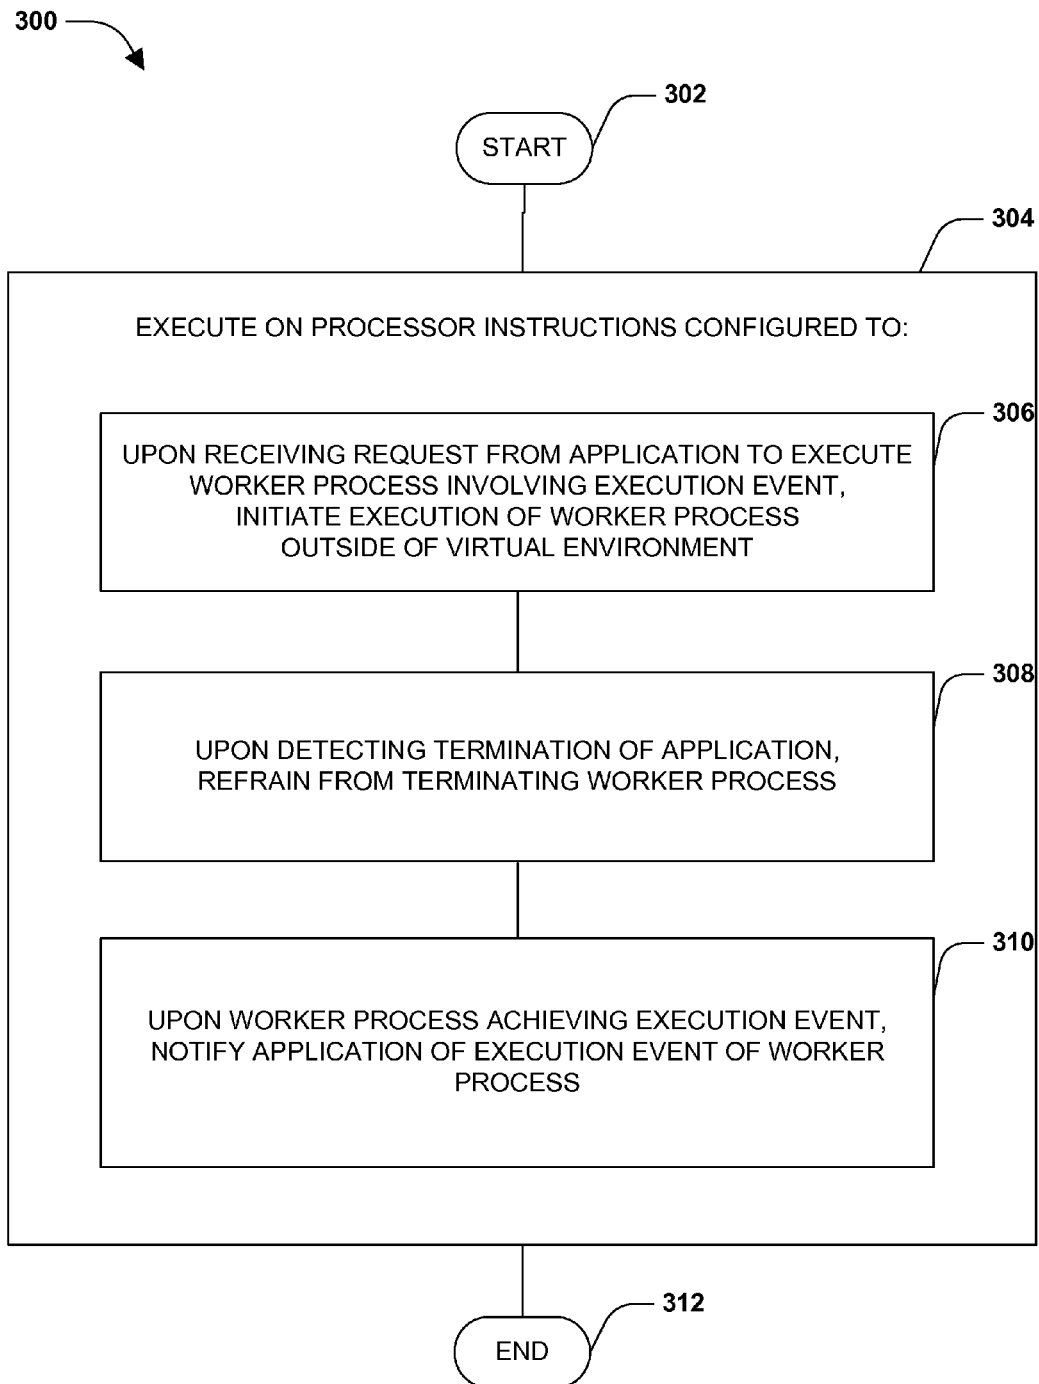 300
302
START
304
EXECUTE ON PROCESSOR INSTRUCTIONS CONFIGURED TO:
306
UPON RECEIVING REQUEST FROM APPLICATION TO EXECUTE
WORKER PROCESS INVOLVING EXECUTION EVENT,
INITIATE EXECUTION OF WORKER PROCESS
OUTSIDE OF VIRTUAL ENVIRONMENT
308
UPON DETECTING TERMINATION OF APPLICATION,
REFRAIN FROM TERMINATING WORKER PROCESS
310
UPON WORKER PROCESS ACHIEVING EXECUTION EVENT,
NOTIFY APPLICATION OF EXECUTION EVENT OF WORKER
PROCESS
312
END